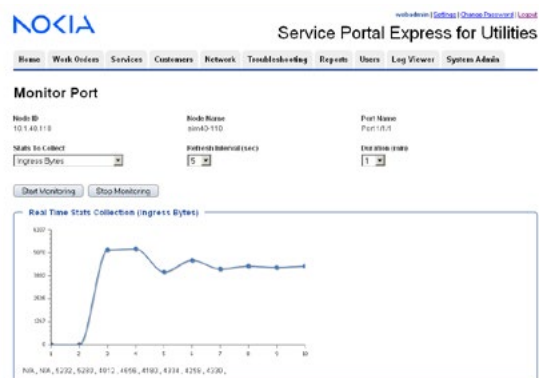 NOKIA
webadmin | Settings | Change Password | Logout
Service Portal Express for Utilities
Home Work Orders Services Customers Network Troubleshooting Reports Users Log Viewer System Admin
Monitor Port
Node ID Node Name Port Name
10.1.40.110 sim40-110 Port 1/1/1
Stats To Collect Refresh Interval (sec) Duration (min)
Ingress Bytes 5 1
Start Monitoring Stop Monitoring
Real Time Stats Collection (Ingress Bytes)
1 2 3 4 5 6 7 8 9 10
N/A, N/A, 5232, 5280,